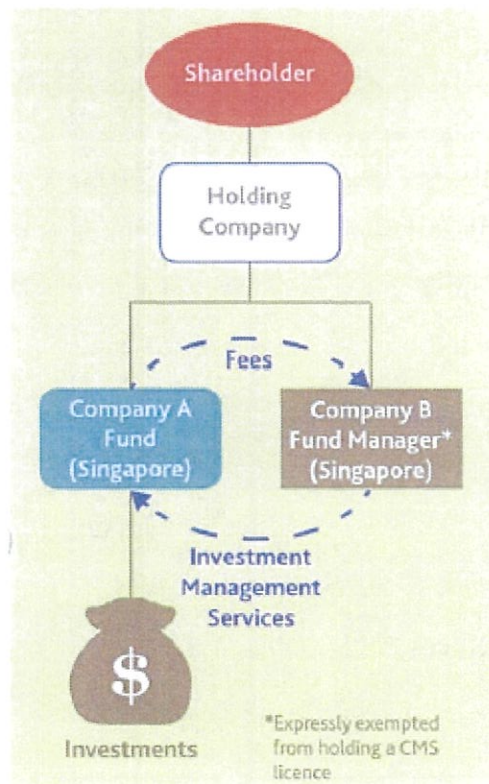 Shareholder
Holding
Company
Fees
Company A
Fund
(Singapore)
Company B
Fund Manager*
(Singapore)
Investment
Management
Services
$
Investments
*Expressly exempted
from holding a CMS
licence